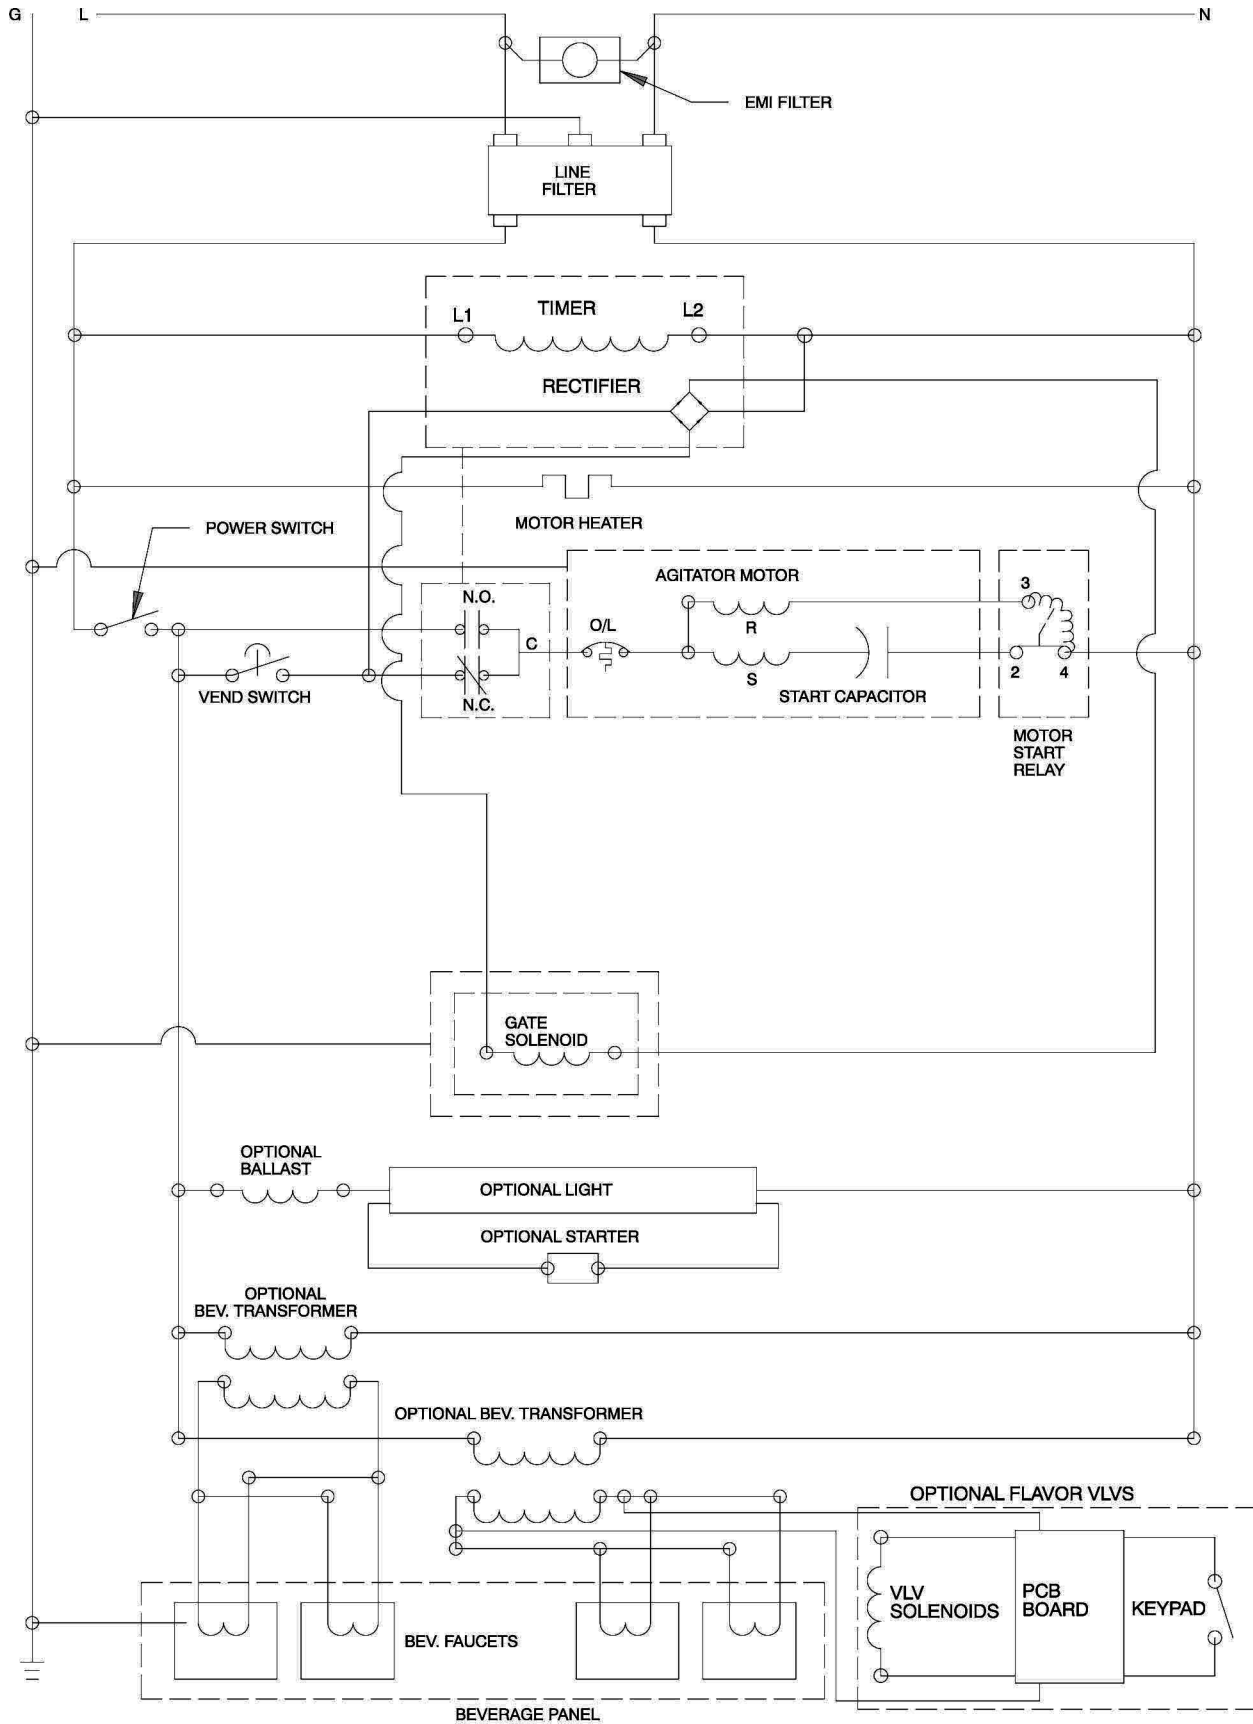 G
L
N
EMI FILTER
LINE
FILTER
TIMER
L1
L2
RECTIFIER
MOTOR HEATER
POWER SWITCH
AGITATOR MOTOR
N.O.
3
O/L
R
C
2
4
S
VEND SWITCH
N.C.
START CAPACITOR
MOTOR
START
RELAY
GATE
SOLENOID
OPTIONAL
BALLAST
OPTIONAL LIGHT
OPTIONAL STARTER
OPTIONAL
BEV. TRANSFORMER
OPTIONAL BEV. TRANSFORMER
OPTIONAL FLAVOR VLVS
VLV
SOLENOIDS
PCB
BOARD
KEYPAD
BEV. FAUCETS
BEVERAGE PANEL